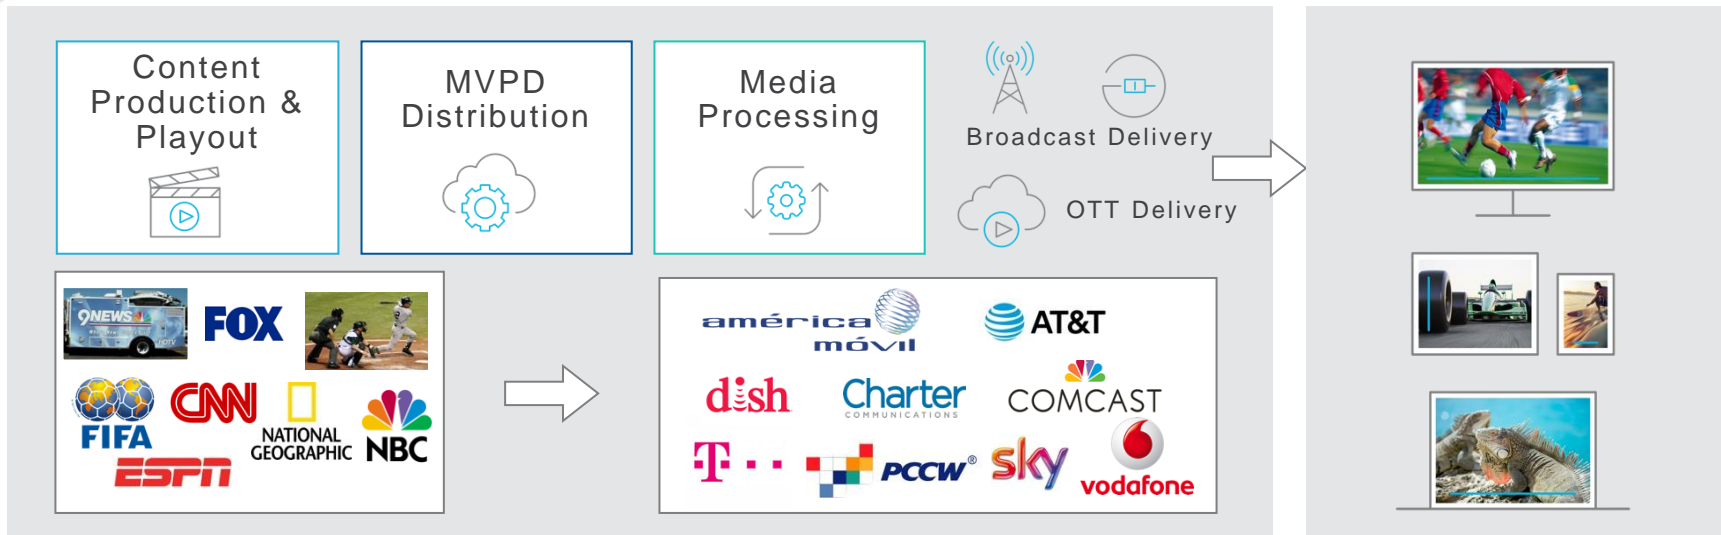 Content
Production &
Playout
MVPD
Distribution
Media
Processing
Broadcast Delivery
OTT Delivery
9NEWS
HDTV
FOX
FIFA
CNN
NATIONAL
GEOGRAPHIC
NBC
ESPN
américa
móvil
AT&T
dish
Charter
COMMUNICATIONS
COMCAST
T
PCCW®
sky
vodafone